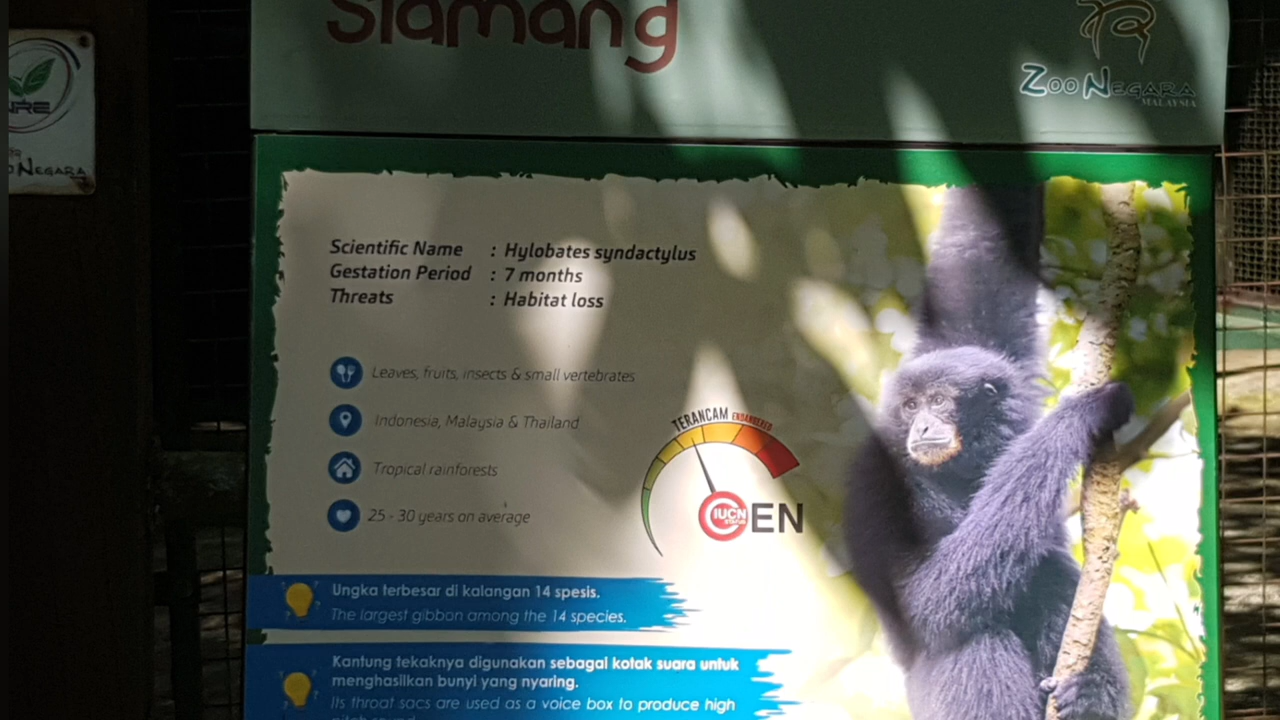 Siamang
ZOO NEGARA
MALAYSIA
NRE
NEGARA
Scientific Name : Hylobates syndactylus
Gestation Period : 7 months
Threats : Habitat loss
Leaves, fruits, insects & small vertebrates
Indonesia, Malaysia & Thailand
Tropical rainforests
25 - 30 years on average
TERANCAM ENDANGERED
IUCN
STATUS
EN
Ungka terbesar di kalangan 14 spesis.
The largest gibbon among the 14 species.
Kantung tekaknya digunakan sebagai kotak suara untuk
menghasilkan bunyi yang nyaring.
Its throat sacs are used as a voice box to produce high